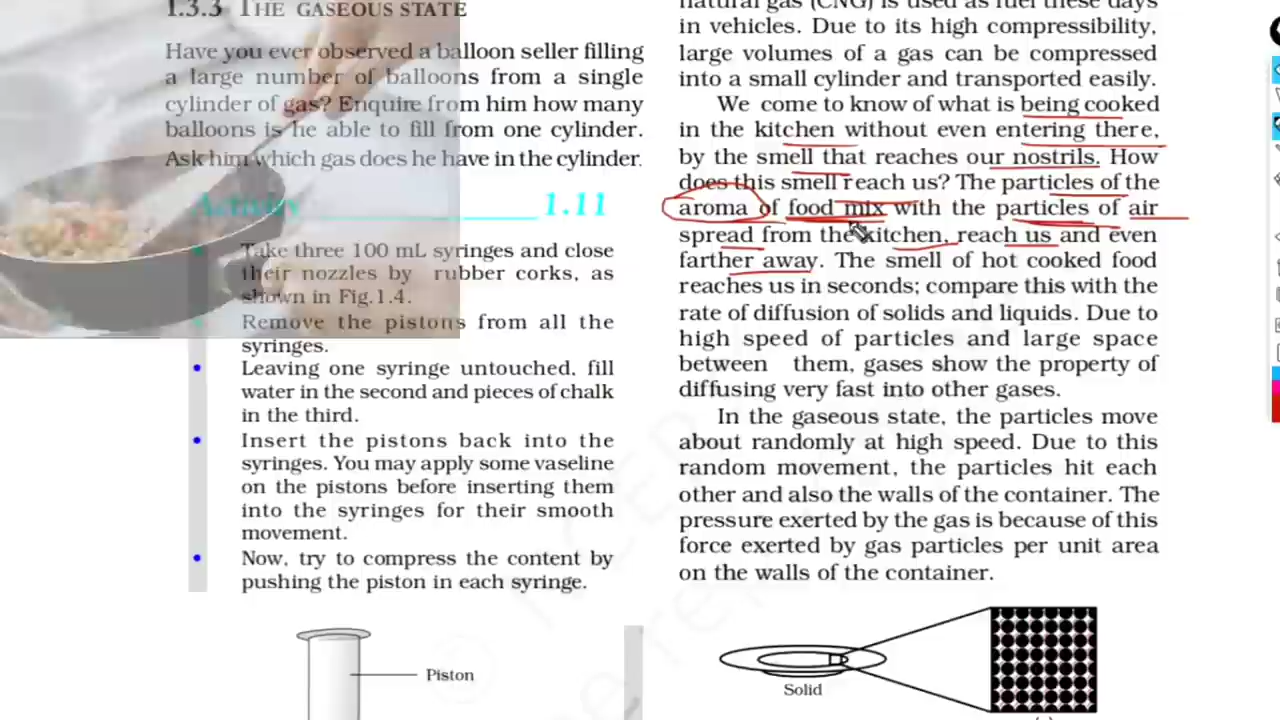 1.3.3 THE GASEOUS STATE
Have you ever observed a balloon seller filling
a large number of balloons from a single
cylinder of gas? Enquire from him how many
balloons is he able to fill from one cylinder.
Ask him which gas does he have in the cylinder.
Activity 1.11
• Take three 100 mL syringes and close
their nozzles by rubber corks, as
shown in Fig.1.4.
• Remove the pistons from all the
syringes.
• Leaving one syringe untouched, fill
water in the second and pieces of chalk
in the third.
• Insert the pistons back into the
syringes. You may apply some vaseline
on the pistons before inserting them
into the syringes for their smooth
movement.
• Now, try to compress the content by
pushing the piston in each syringe.
Piston
natural gas (CNG) is used as fuel these days
in vehicles. Due to its high compressibility,
large volumes of a gas can be compressed
into a small cylinder and transported easily.
We come to know of what is being cooked
in the kitchen without even entering there,
by the smell that reaches our nostrils. How
does this smell reach us? The particles of the
aroma of food mix with the particles of air
spread from the kitchen, reach us and even
farther away. The smell of hot cooked food
reaches us in seconds; compare this with the
rate of diffusion of solids and liquids. Due to
high speed of particles and large space
between them, gases show the property of
diffusing very fast into other gases.
In the gaseous state, the particles move
about randomly at high speed. Due to this
random movement, the particles hit each
other and also the walls of the container. The
pressure exerted by the gas is because of this
force exerted by gas particles per unit area
on the walls of the container.
Solid